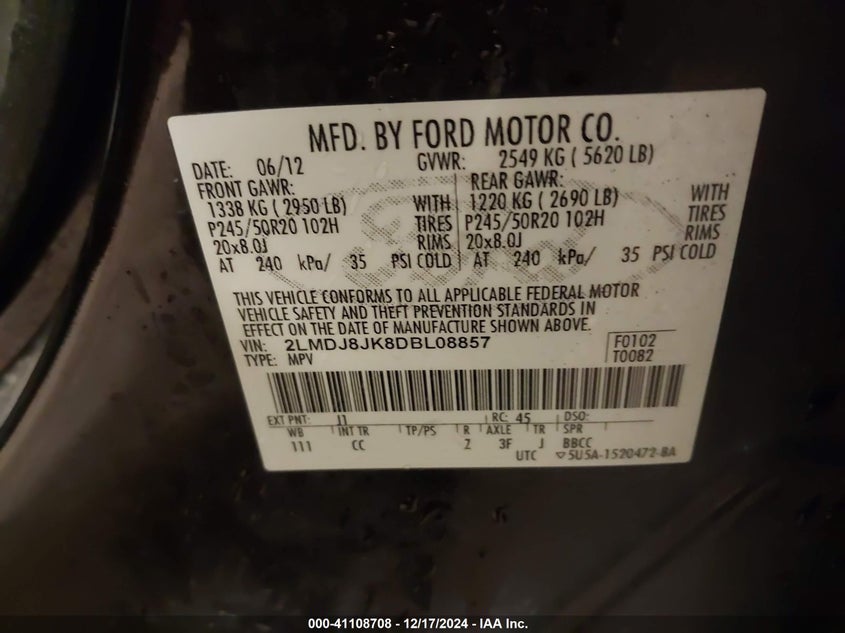 MFD. BY FORD MOTOR CO.
DATE: 06/12 GVWR: 2549 KG ( 5620 LB)
FRONT GAWR: REAR GAWR:
1338 KG ( 2950 LB) WITH 1220 KG ( 2690 LB) WITH
P245/50R20 102H TIRES P245/50R20 102H TIRES
20x8.0J RIMS 20x8.0J RIMS
AT 240 kPa/ 35 PSI COLD AT 240 kPa/ 35 PSI COLD
THIS VEHICLE CONFORMS TO ALL APPLICABLE FEDERAL MOTOR
VEHICLE SAFETY AND THEFT PREVENTION STANDARDS IN
EFFECT ON THE DATE OF MANUFACTURE SHOWN ABOVE.
VIN: 2LMDJ8JK8DBL08857 F0102
TYPE: MPV T0082
EXT PNT: J1 RC: 45 DSO:
WB INT TR TP/PS R AXLE TR SPR
111 CC 2 3F J BBCC
UTC ▽5U5A-1520472-BA
000-41108708 - 12/17/2024 - IAA Inc.